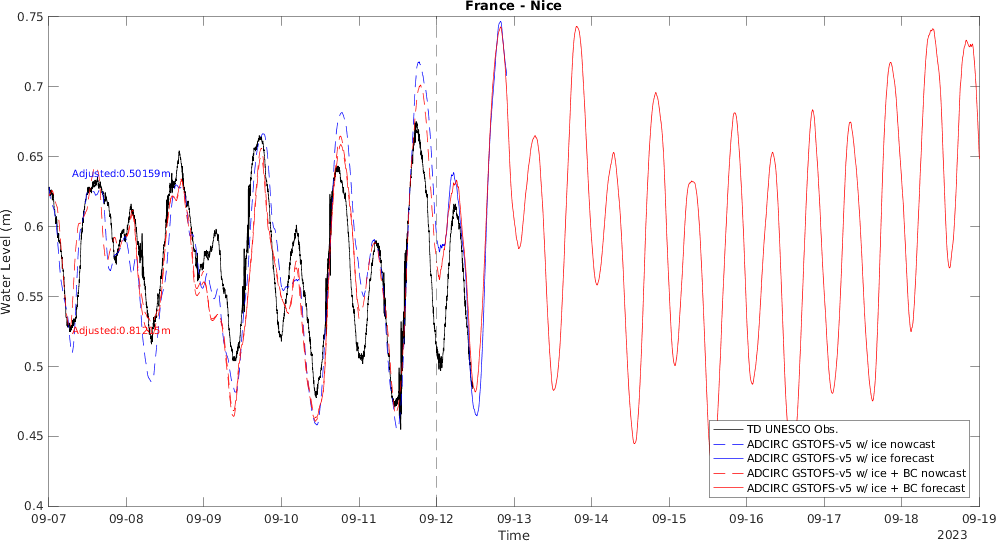 France - Nice
Water Level (m)
0.75
0.7
0.65
0.6
0.55
0.5
0.45
0.4
Adjusted:0.50159m
TD UNESCO Obs.
ADCIRC GSTOFS-v5 w/ ice nowcast
ADCIRC GSTOFS-v5 w/ ice forecast
ADCIRC GSTOFS-v5 w/ ice + BC nowcast
ADCIRC GSTOFS-v5 w/ ice + BC forecast
09-07
09-08
09-09
09-10
09-11
09-12
09-13
09-14
09-15
09-16
09-17
09-18
09-19
Time
2023